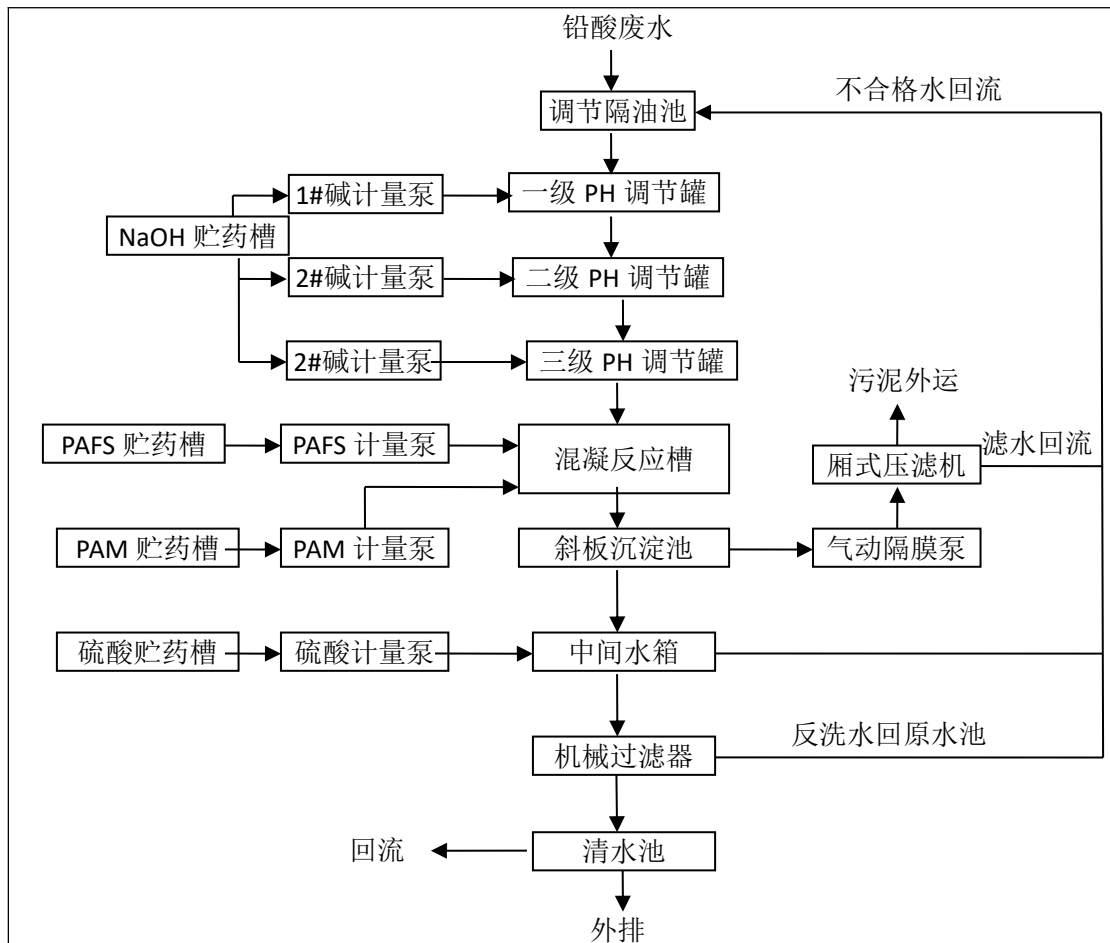 铅酸废水
不合格水回流
调节隔油池
1#碱计量泵
一级 PH 调节罐
NaOH 贮药槽
2#碱计量泵
二级 PH 调节罐
2#碱计量泵
三级 PH 调节罐
污泥外运
PAFS 贮药槽
PAFS 计量泵
混凝反应槽
厢式压滤机
滤水回流
PAM 贮药槽
PAM 计量泵
斜板沉淀池
气动隔膜泵
硫酸贮药槽
硫酸计量泵
中间水箱
反洗水回原水池
机械过滤器
回流
清水池
外排